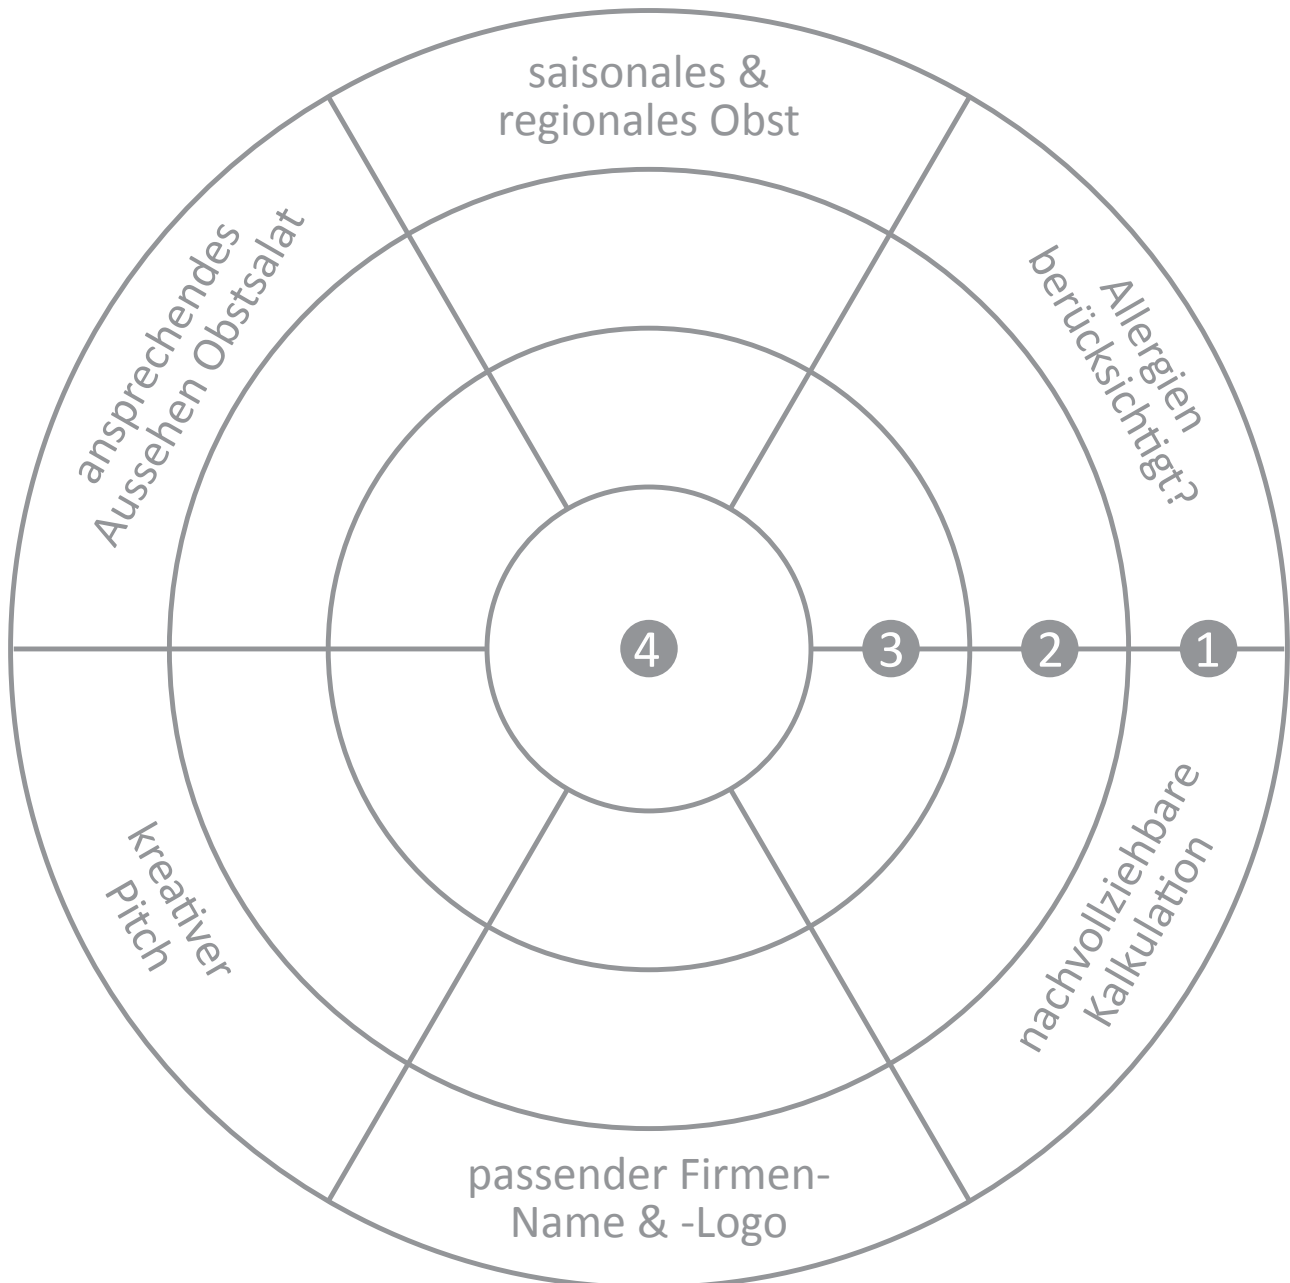 saisonales &
regionales Obst
Allergien
berücksichtigt?
ansprechendes
Aussehen Obstsalat
4
3
2
1
nachvollziehbare
Kalkulation
kreativer
Pitch
passender Firmen-
Name & -Logo